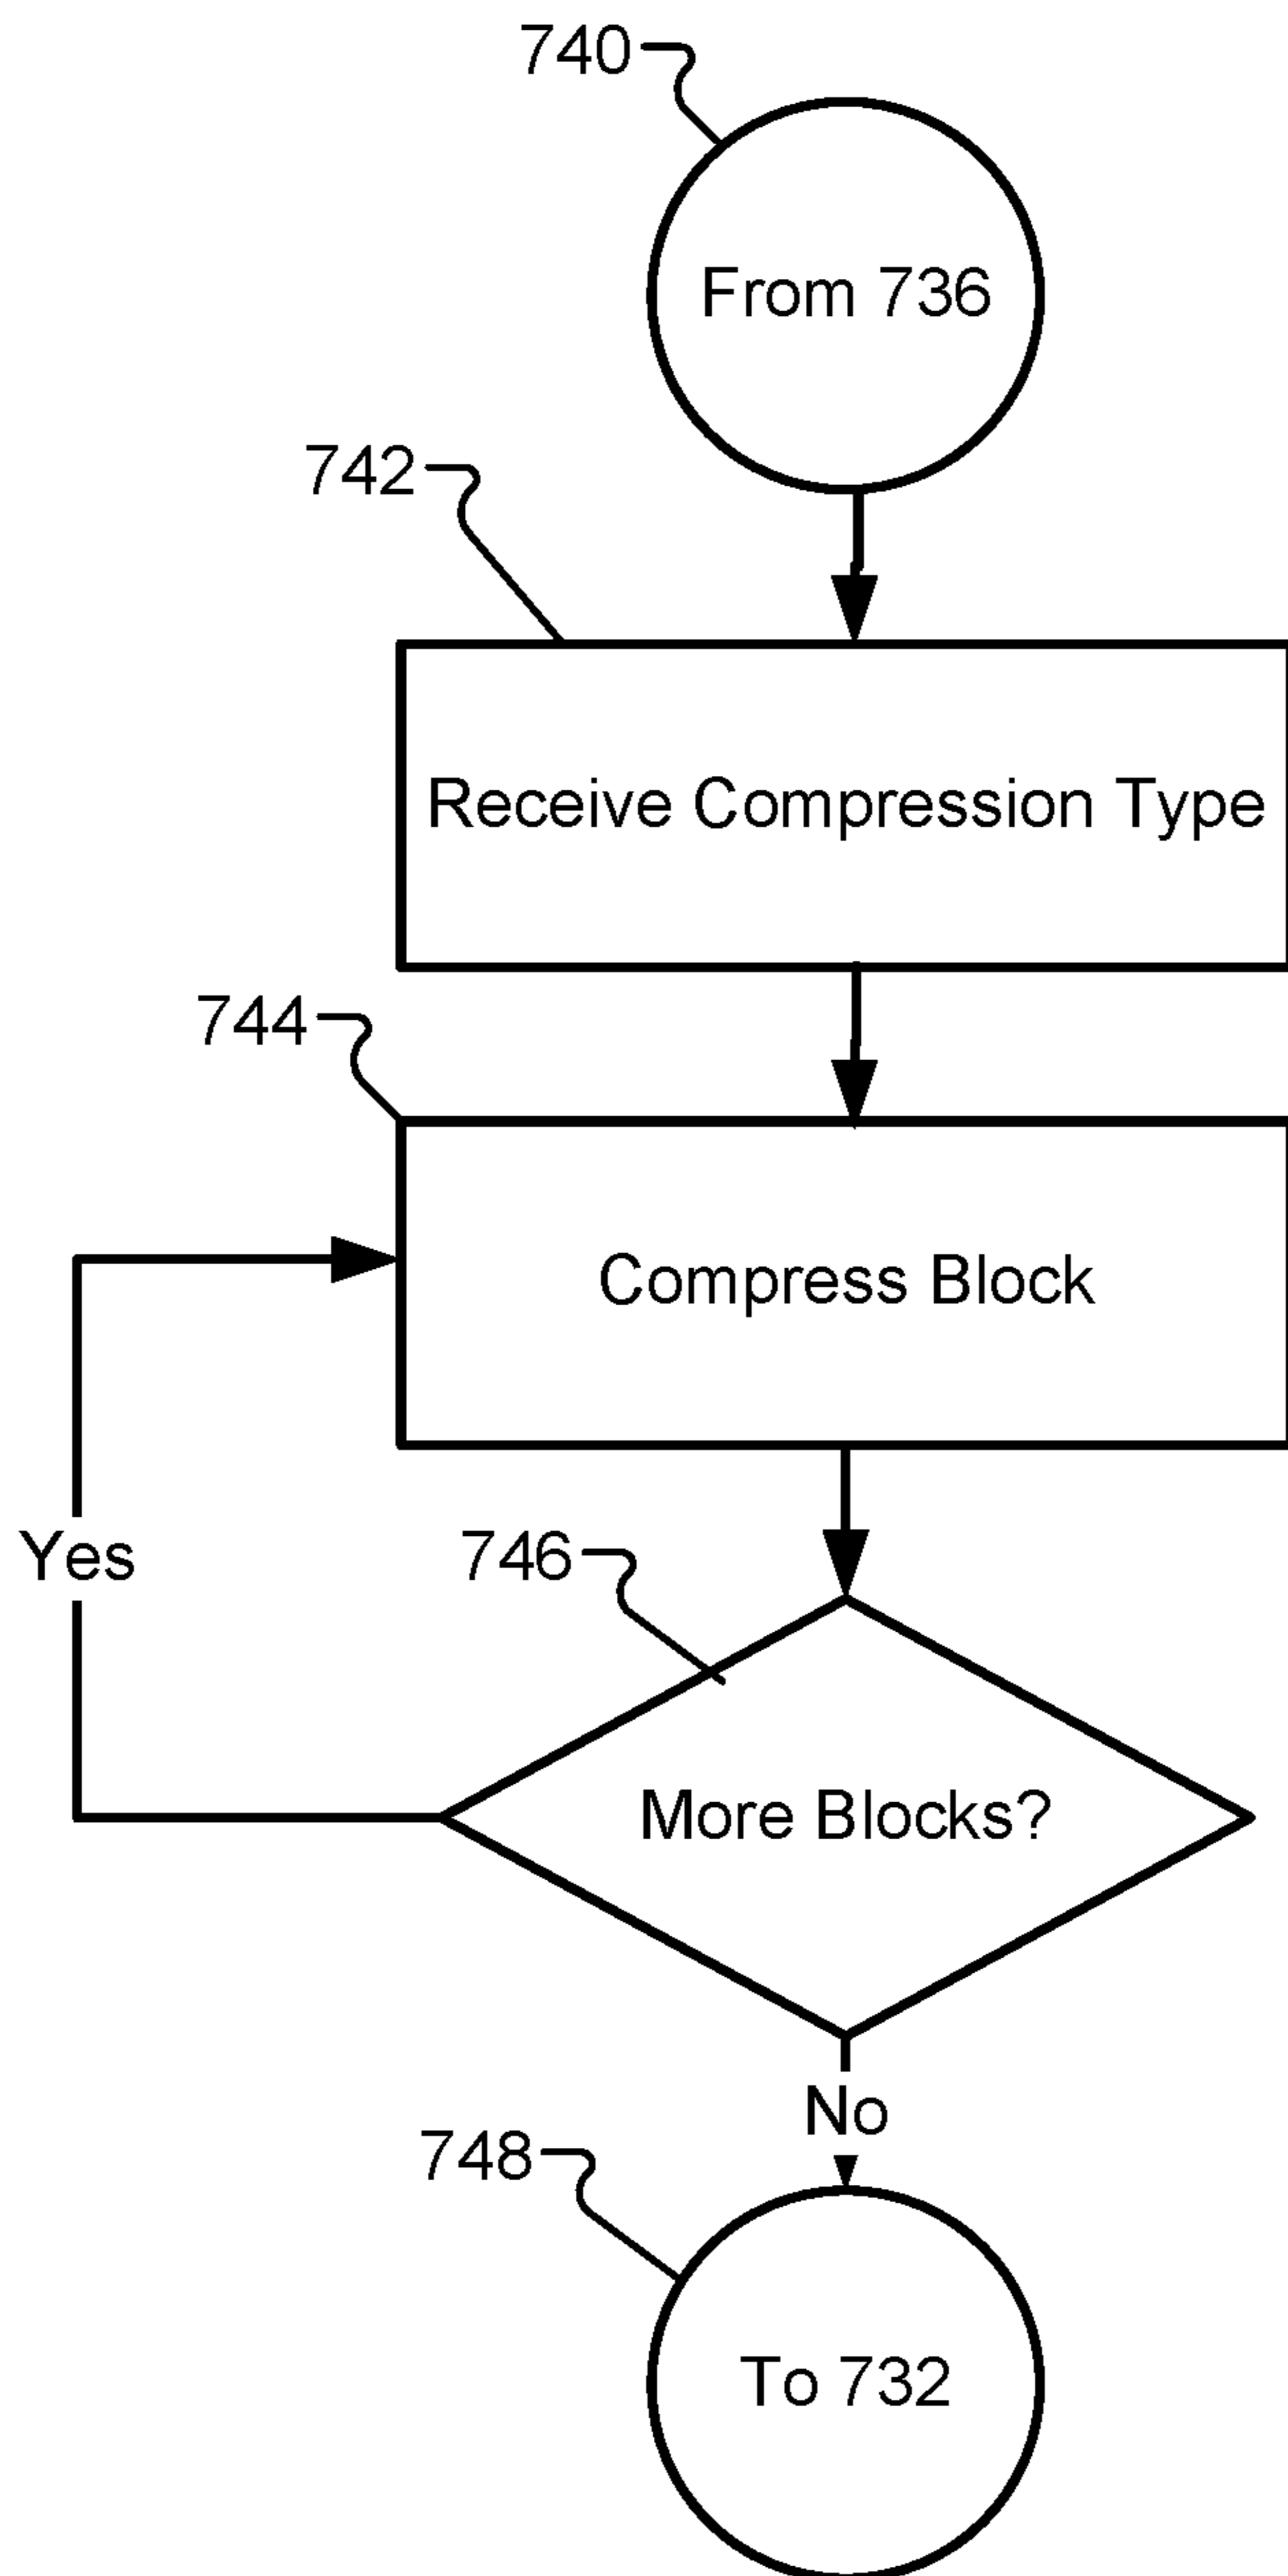 740
From 736
742
Receive Compression Type
744
Compress Block
Yes
746
More Blocks?
No
748
To 732